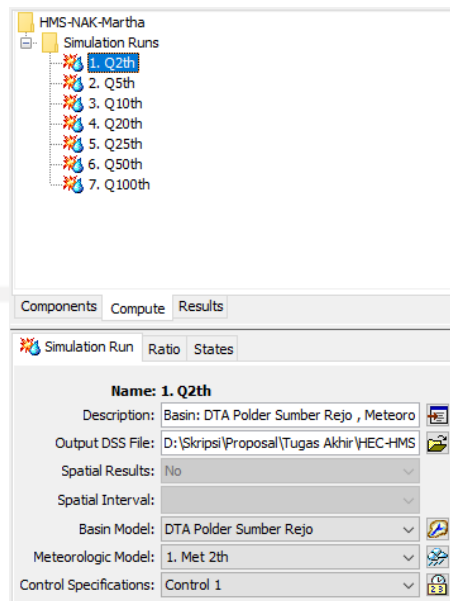 HMS-NAK-Martha
Simulation Runs
1. Q2th
2. Q5th
3. Q10th
4. Q20th
5. Q25th
6. Q50th
7. Q100th
Components Compute Results
Simulation Run Ratio States
Name: 1. Q2th
Description: Basin: DTA Polder Sumber Rejo , Meteoro
Output DSS File: D:\Skripsi\Proposal\Tugas Akhir\HEC-HMS
Spatial Results: No
Spatial Interval:
Basin Model: DTA Polder Sumber Rejo
Meteorologic Model: 1. Met 2th
Control Specifications: Control 1